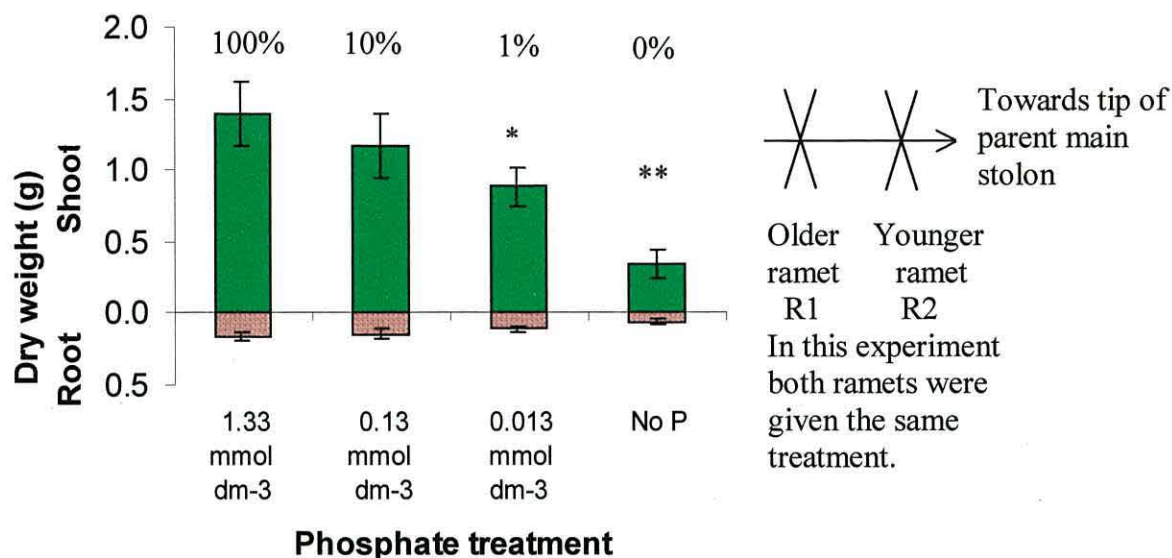 2.0
1.5
1.0
0.5
0.0
0.5
Dry weight (g)
Root Shoot
100% 10% 1% 0%
*
**
1.33 mmol dm-3
0.13 mmol dm-3
0.013 mmol dm-3
No P
Phosphate treatment
Towards tip of
parent main
stolon
Older Younger
ramet ramet
R1 R2
In this experiment
both ramets were
given the same
treatment.